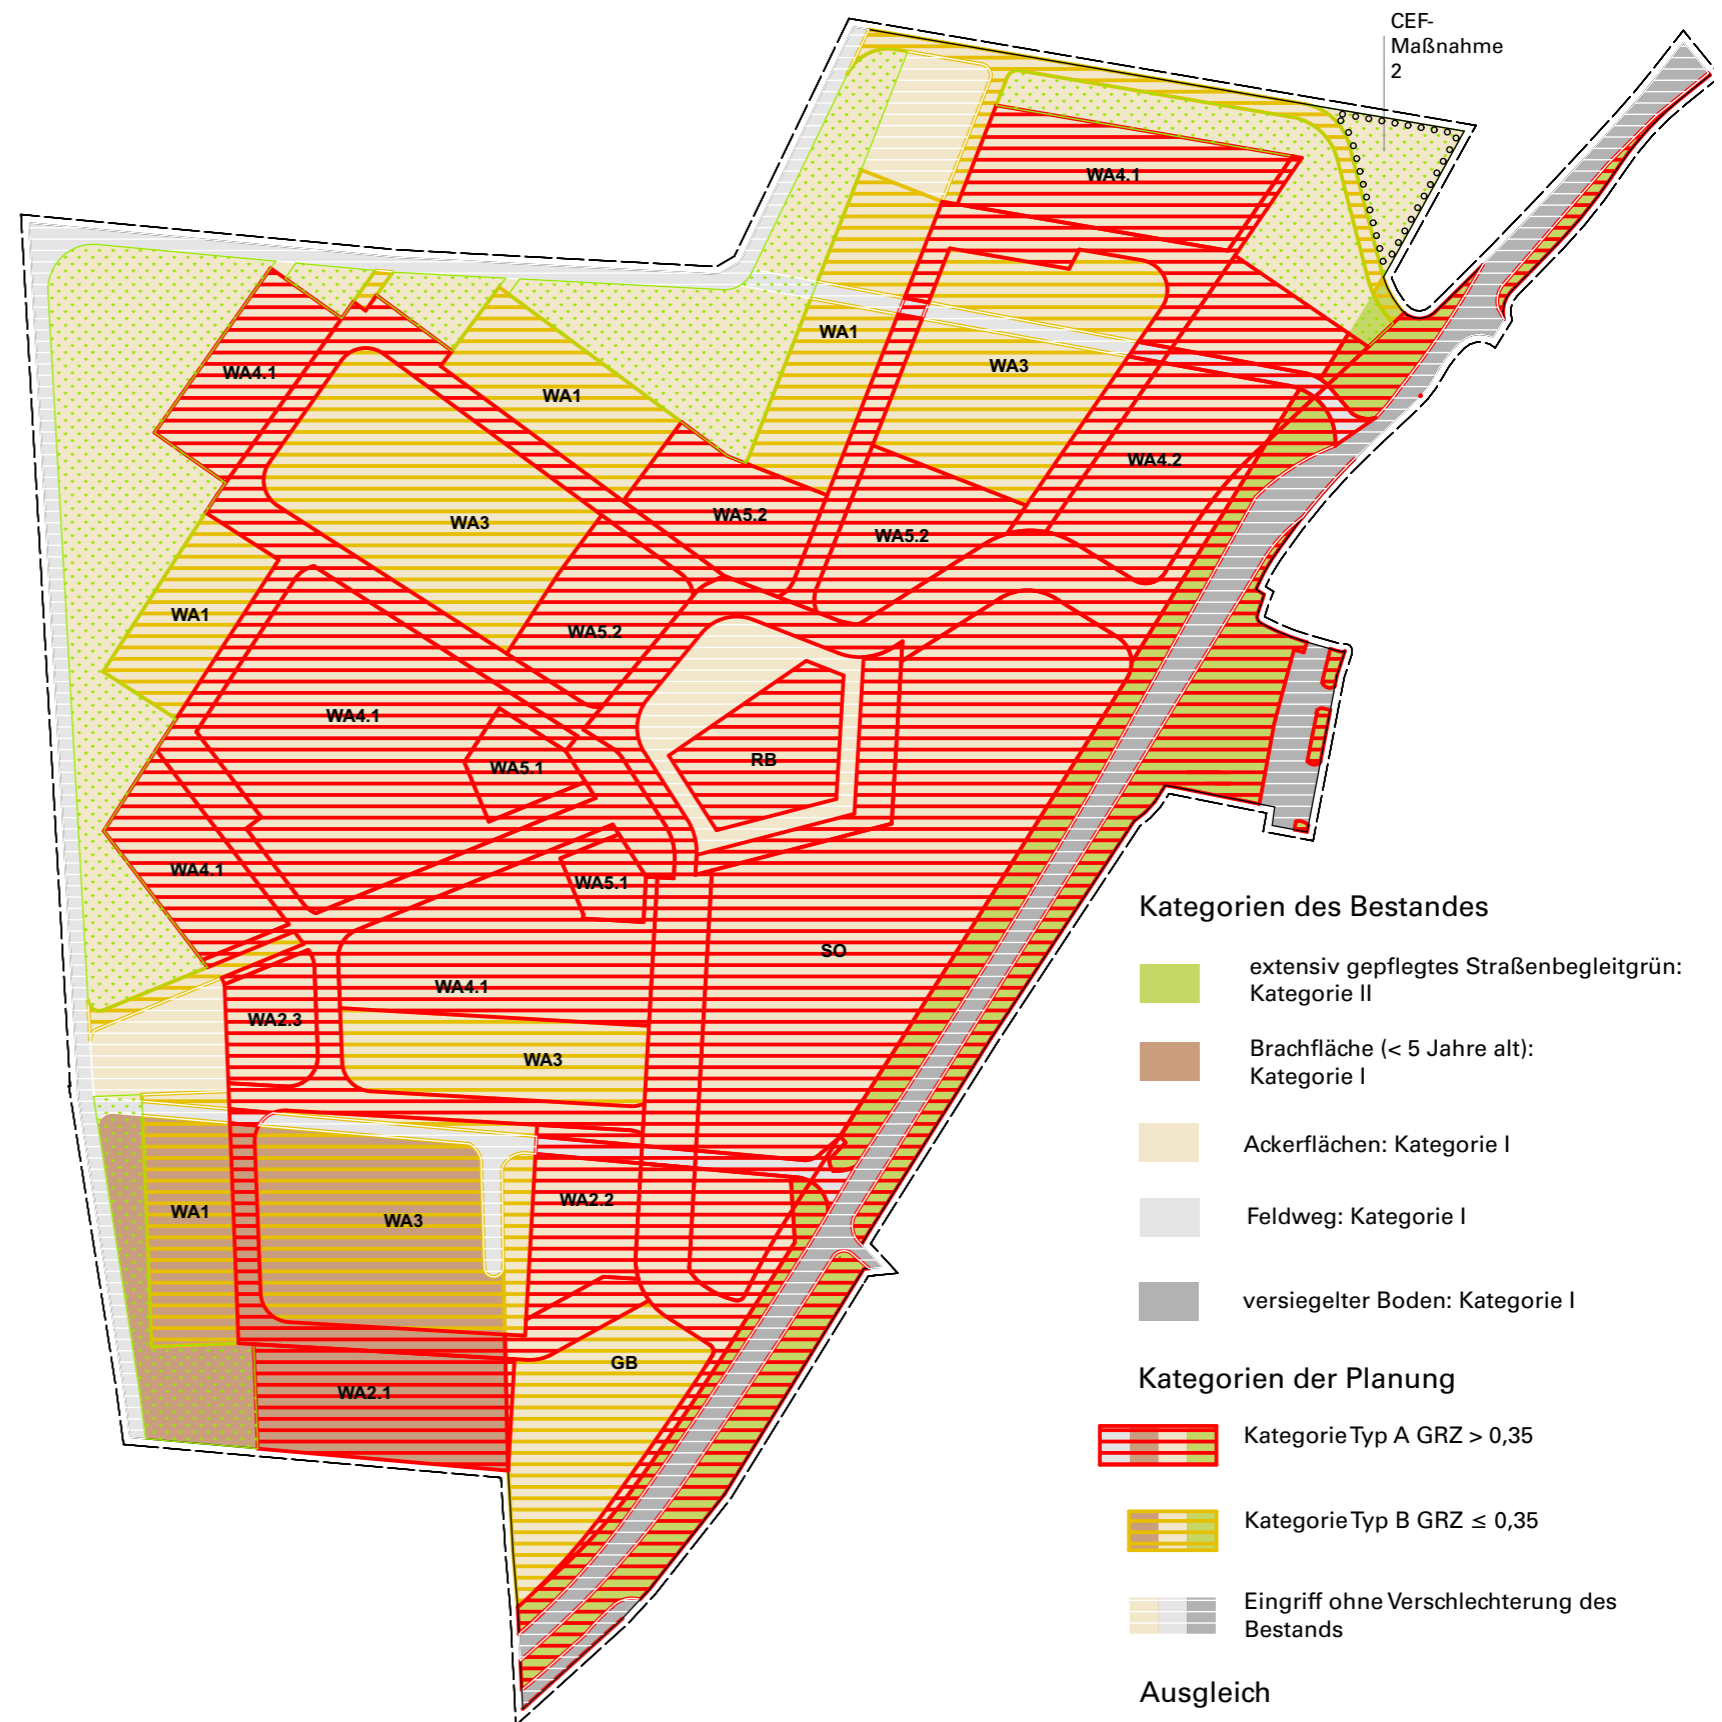 CEF-
Maßnahme
2
WA4.1
WA1
WA3
WA4.1
WA1
WA4.2
WA3
WA5.2
WA5.2
WA1
WA5.2
WA4.1
RB
WA5.1
WA4.1
WA5.1
SO
WA4.1
WA2.3
WA3
WA2.2
WA1
WA3
GB
WA2.1
Kategorien des Bestandes
extensiv gepflegtes Straßenbegleitgrün:
Kategorie II
Brachfläche (< 5 Jahre alt):
Kategorie I
Ackerflächen: Kategorie I
Feldweg: Kategorie I
versiegelter Boden: Kategorie I
Kategorien der Planung
Kategorie Typ A GRZ > 0,35
Kategorie Typ B GRZ ≤ 0,35
Eingriff ohne Verschlechterung des
Bestands
Ausgleich